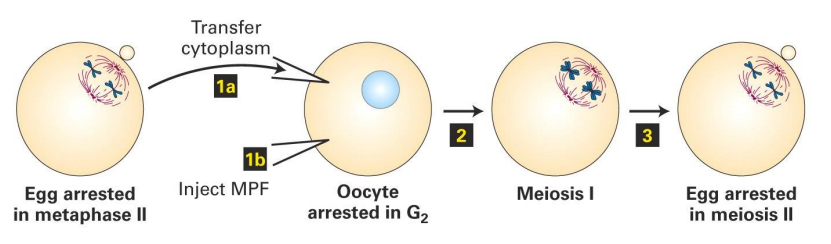 Transfer
cytoplasm
1a
1b
Inject MPF
2
3
Egg arrested
in metaphase II
Oocyte
arrested in G₂
Meiosis I
Egg arrested
in meiosis II